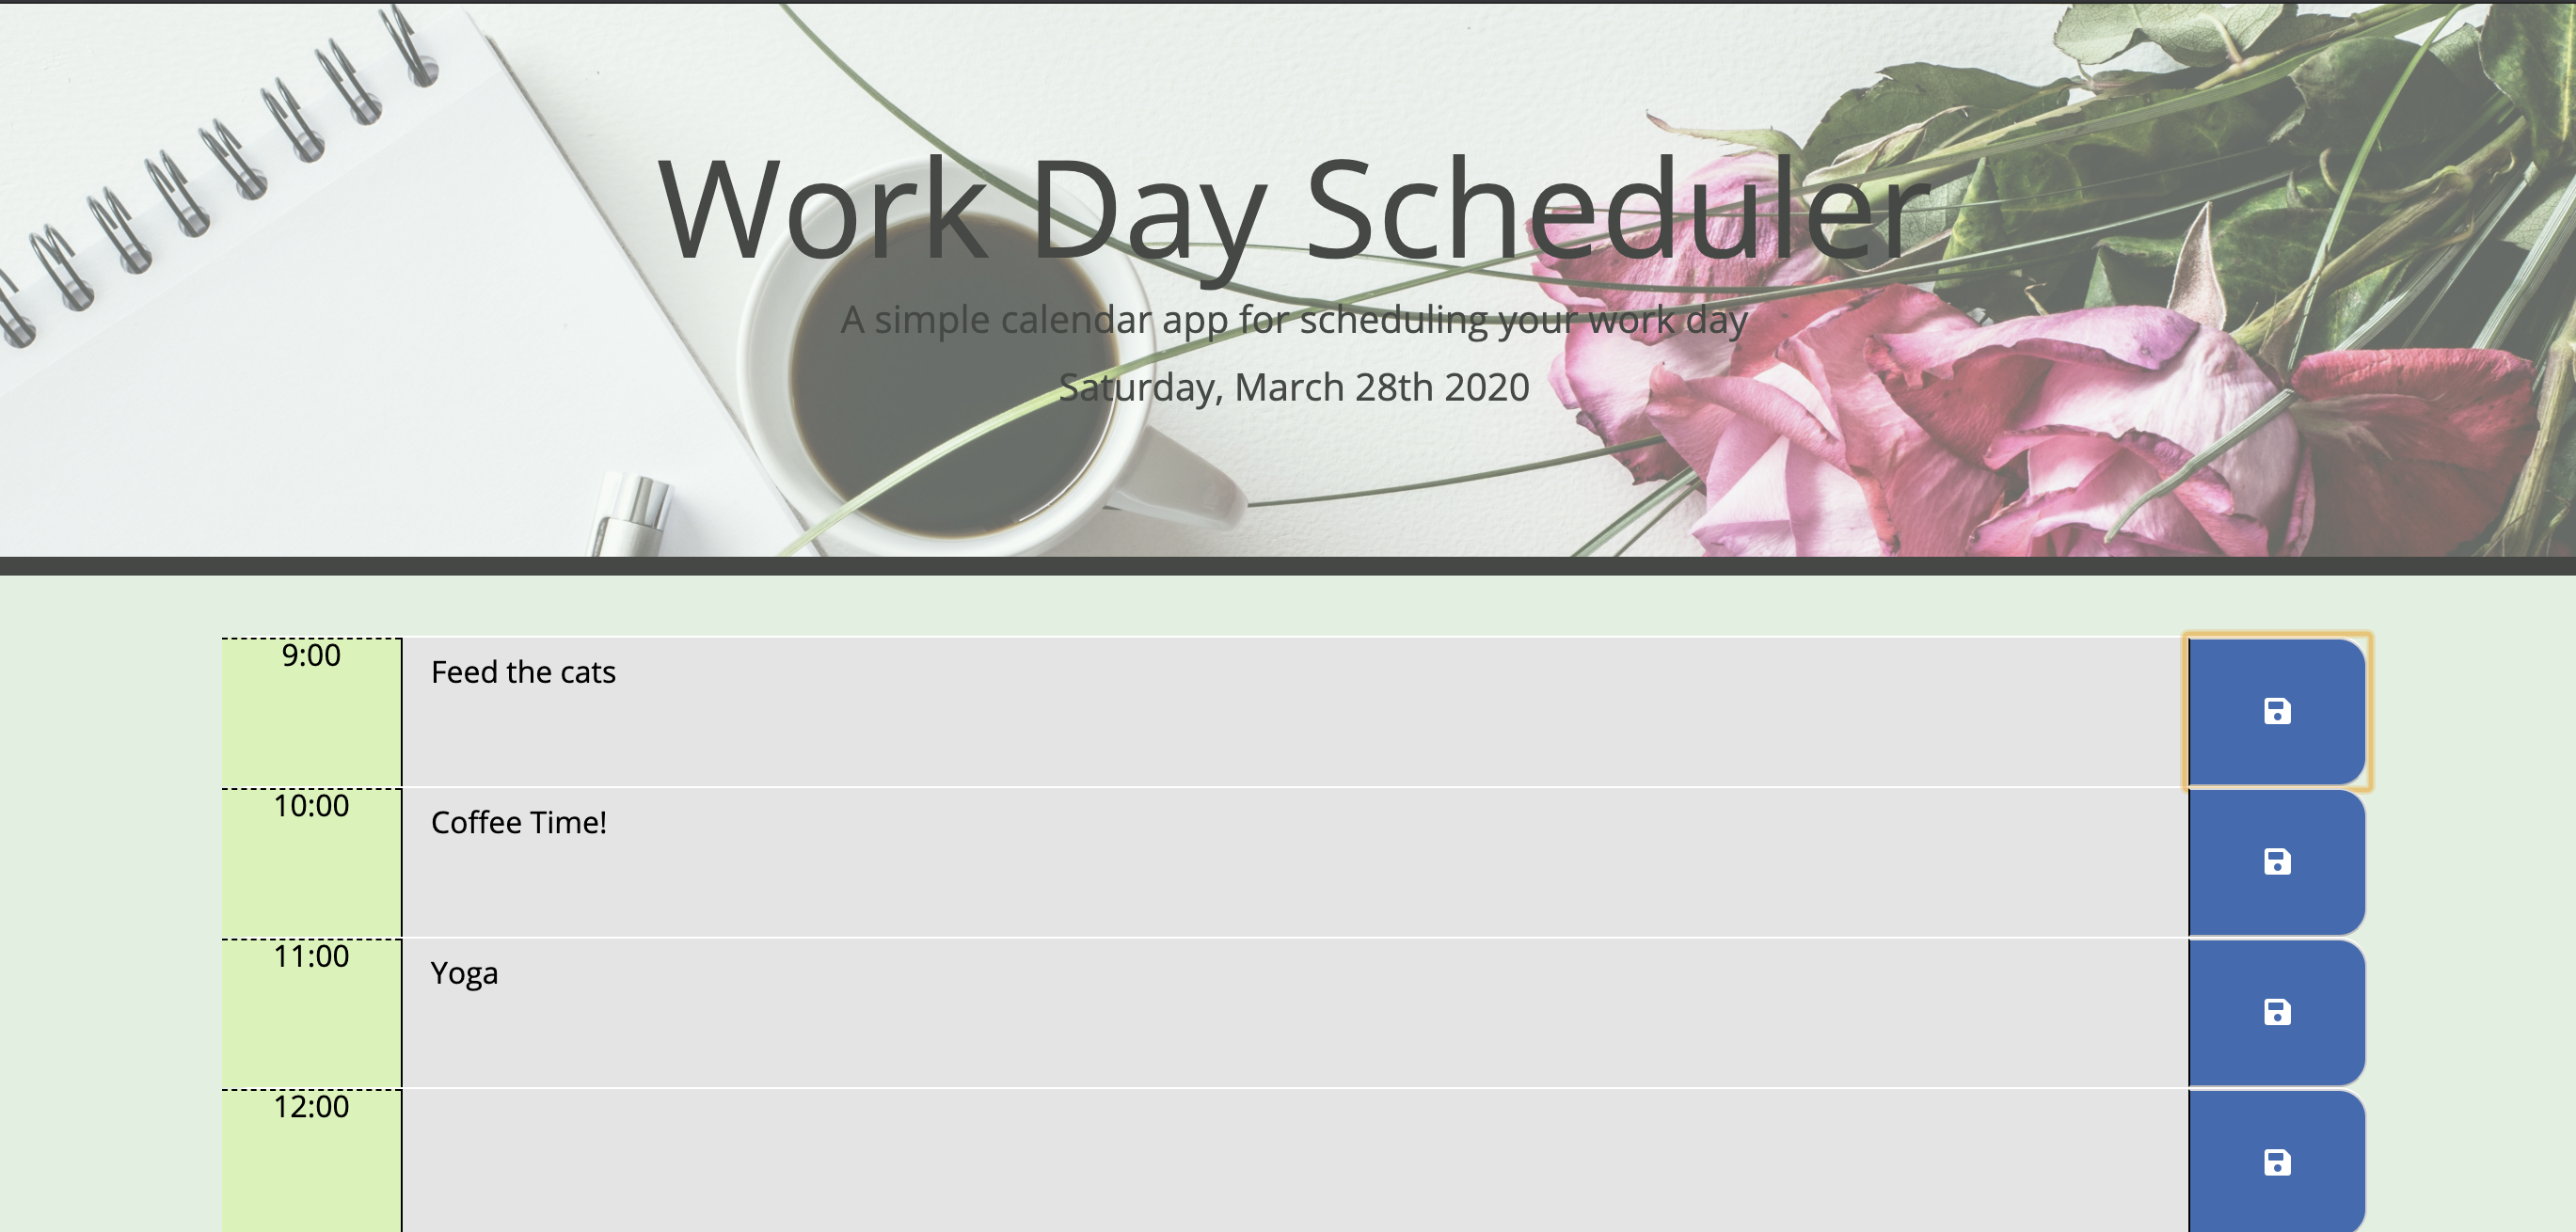 Work Day Scheduler
A simple calendar app for scheduling your work day
Saturday, March 28th 2020
9:00
Feed the cats
10:00
Coffee Time!
11:00
Yoga
12:00